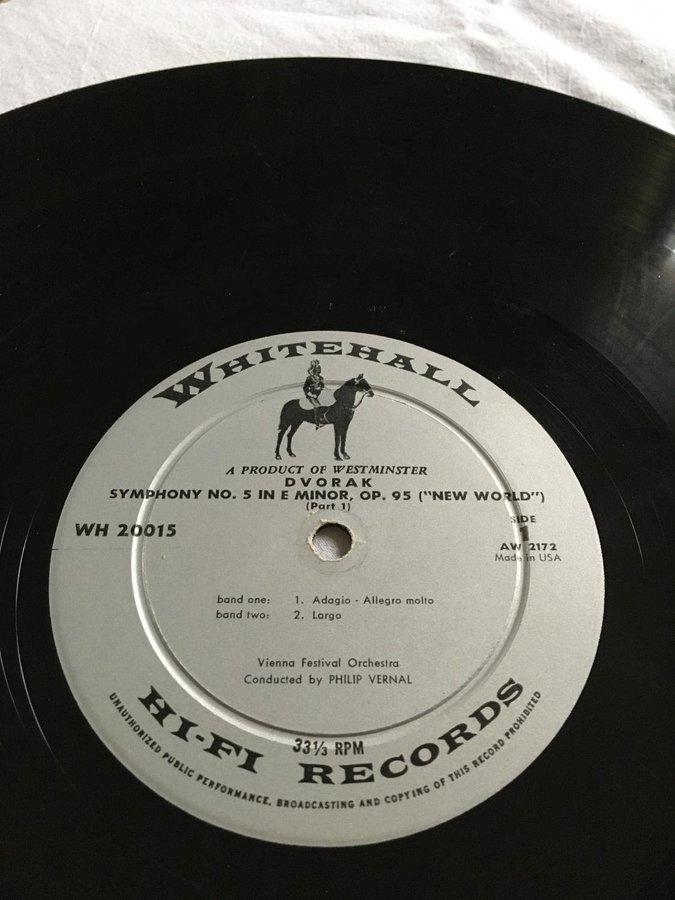 WHITEHALL
A PRODUCT OF WESTMINSTER
DVORAK
SYMPHONY NO. 5 IN E MINOR, OP. 95 ("NEW WORLD")
(Part 1)
WH 20015
SIDE
1
AW 2172
Made in USA
band one: 1. Adagio - Allegro molto
band two: 2. Largo
Vienna Festival Orchestra
Conducted by PHILIP VERNAL
33⅓ RPM
HI-FI RECORDS
UNAUTHORIZED PUBLIC PERFORMANCE, BROADCASTING AND COPYING OF THIS RECORD PROHIBITED